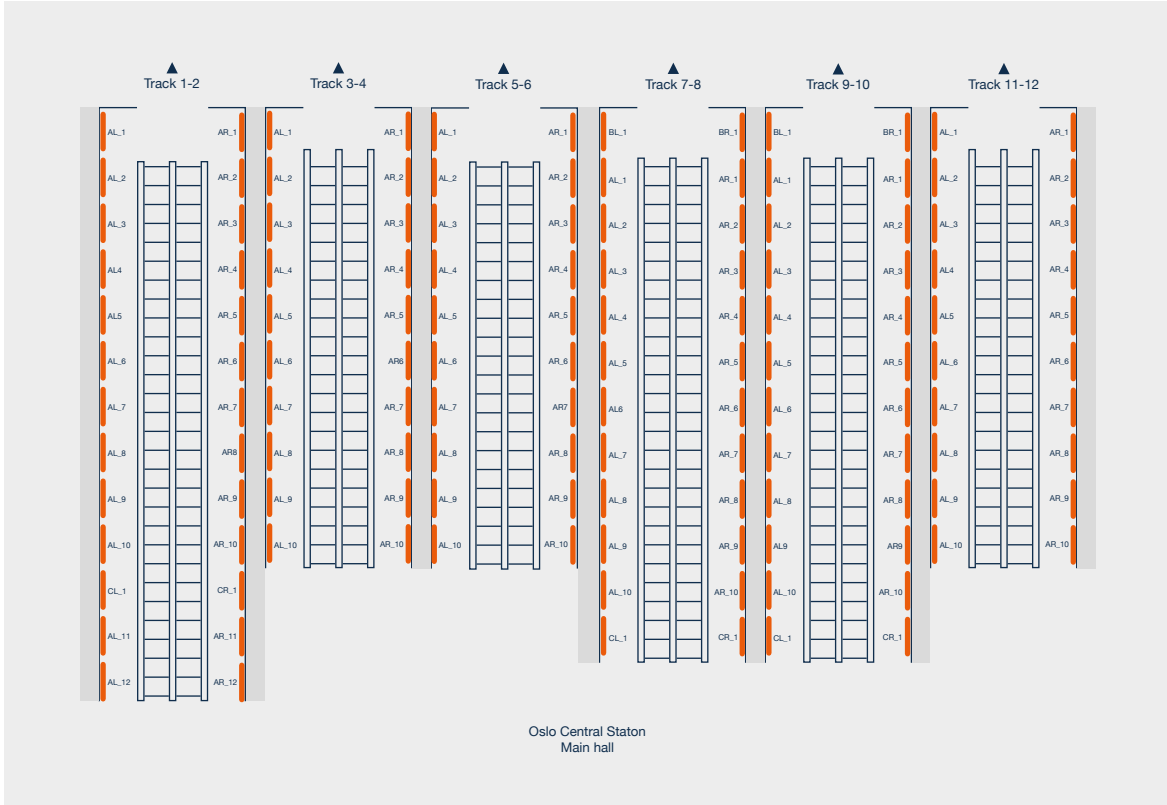 Track 1-2 Track 3-4 Track 5-6 Track 7-8 Track 9-10 Track 11-12
AL_1 AR_1 AL_1 AR_1 AL_1 AR_1 BL_1 BR_1 BL_1 BR_1 AL_1 AR_1
AL_2 AR_2 AL_2 AR_2 AL_2 AR_2 AL_1 AR_1 AL_1 AR_1 AL_2 AR_2
AL_3 AR_3 AL_3 AR_3 AL_3 AR_3 AL_2 AR_2 AL_2 AR_2 AL_3 AR_3
AL4 AR_4 AL_4 AR_4 AL_4 AR_4 AL_3 AR_3 AL_3 AR_3 AL4 AR_4
AL5 AR_5 AL_5 AR_5 AL_5 AR_5 AL_4 AR_4 AL_4 AR_4 AL5 AR_5
AL_6 AR_6 AL_6 AR6 AL_6 AR_6 AL_5 AR_5 AL_5 AR_5 AL_6 AR_6
AL_7 AR_7 AL_7 AR_7 AL_7 AR7 AL6 AR_6 AL_6 AR_6 AL_7 AR_7
AL_8 AR8 AL_8 AR_8 AL_8 AR_8 AL_7 AR_7 AL_7 AR_7 AL_8 AR_8
AL_9 AR_9 AL_9 AR_9 AL_9 AR_9 AL_8 AR_8 AL_8 AR_8 AL_9 AR_9
AL_10 AR_10 AL_10 AR_10 AL_10 AR_10 AL_9 AR_9 AL9 AR9 AL_10 AR_10
CL_1 CR_1 AL_10 AR_10 AL_10 AR_10
AL_11 AR_11 CL_1 CR_1 CL_1 CR_1
AL_12 AR_12
Oslo Central Staton
Main hall